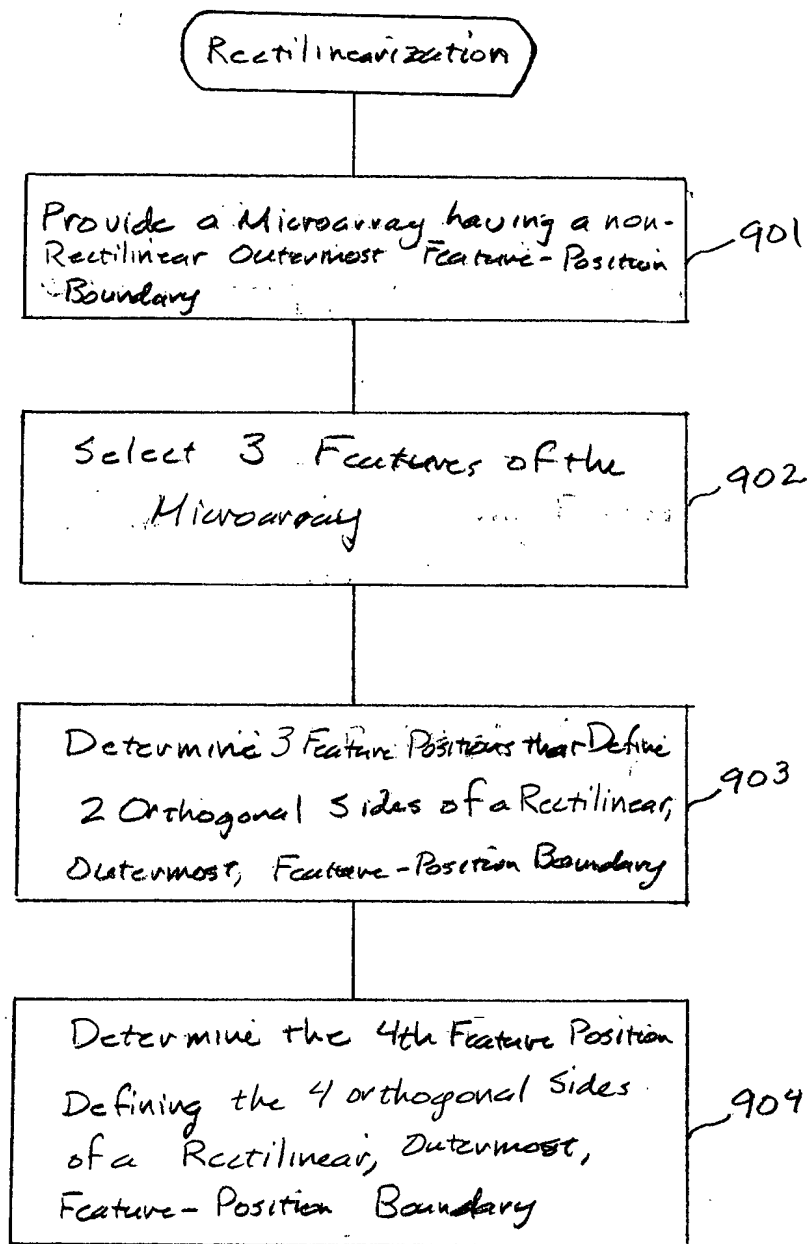 Rectilinearization
Provide a Microarray having a non-
Rectilinear Outermost Feature-Position
Boundary
901
Select 3 Features of the
Microarray
902
Determine 3 Feature Positions that Define
2 Orthogonal Sides of a Rectilinear,
Outermost, Feature-Position Boundary
903
Determine the 4th Feature Position
Defining the 4 orthogonal Sides
of a Rectilinear, Outermost,
Feature-Position Boundary
904